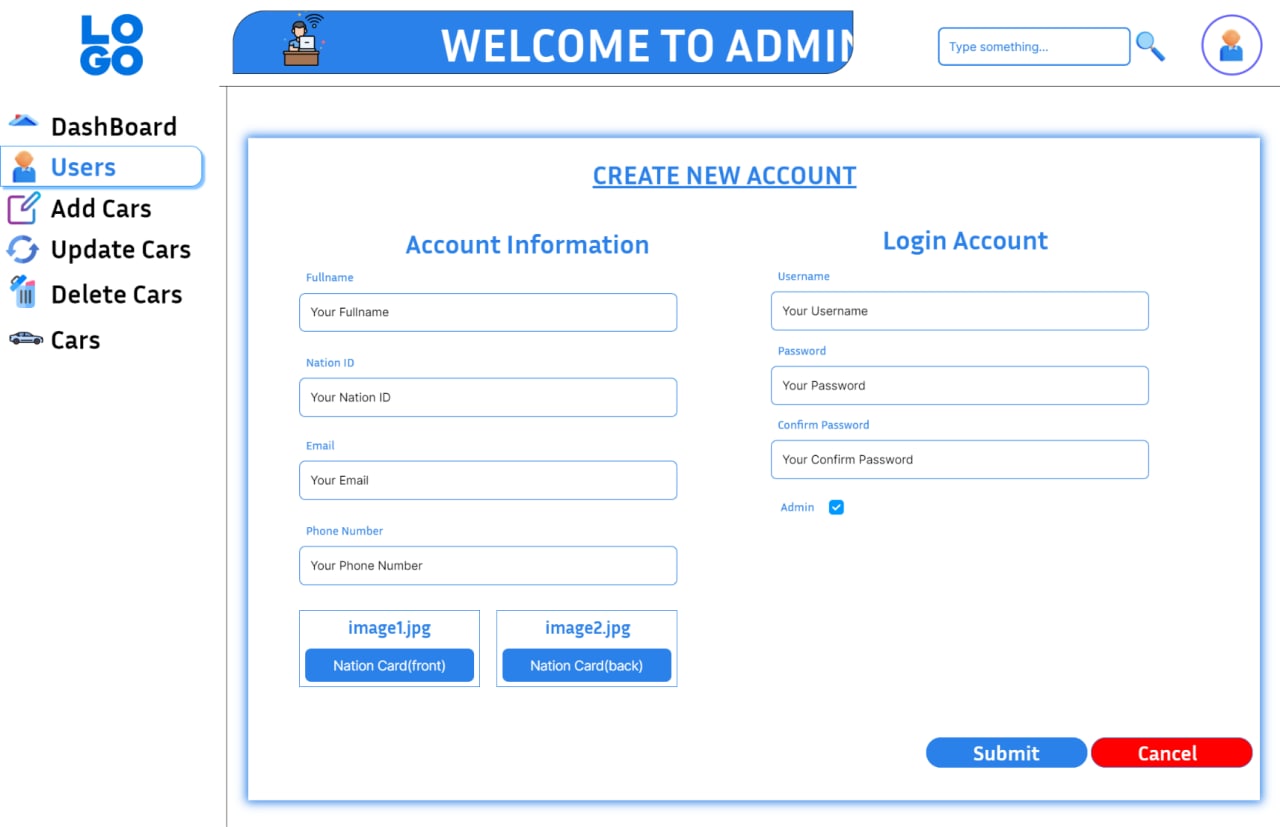 LO
GO
WELCOME TO ADMIN
Type something...
DashBoard
Users
Add Cars
Update Cars
Delete Cars
Cars
CREATE NEW ACCOUNT
Account Information
Fullname
Your Fullname
Nation ID
Your Nation ID
Email
Your Email
Phone Number
Your Phone Number
image1.jpg
Nation Card(front)
image2.jpg
Nation Card(back)
Login Account
Username
Your Username
Password
Your Password
Confirm Password
Your Confirm Password
Admin
Submit
Cancel